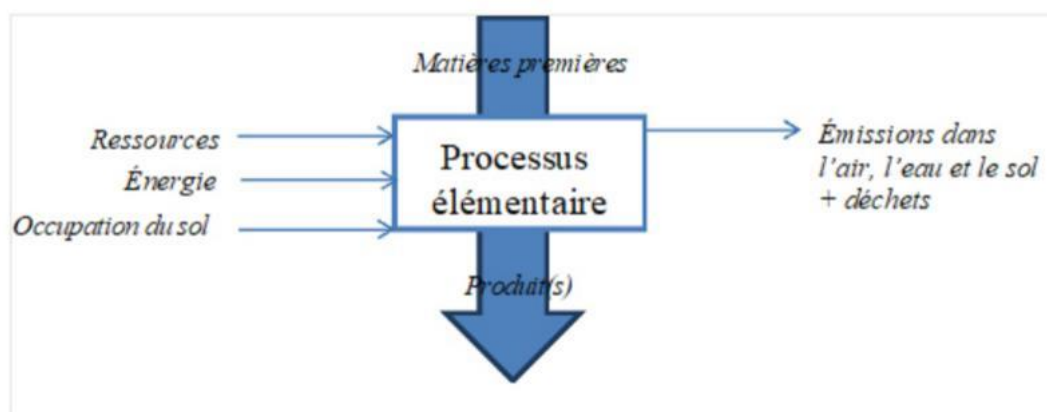 Matières premières
Ressources
Énergie
Occupation du sol
Processus
élémentaire
Émissions dans
l'air, l'eau et le sol
+ déchets
Produit(s)